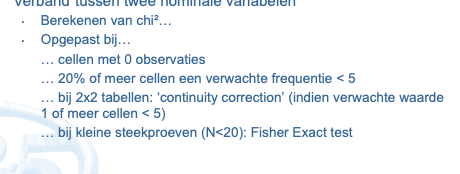 Verband tussen twee nominale variabelen
· Berekenen van chi²…
· Opgepast bij…
… cellen met 0 observaties
… 20% of meer cellen een verwachte frequentie < 5
… bij 2x2 tabellen: ‘continuity correction’ (indien verwachte waarde
1 of meer cellen < 5)
… bij kleine steekproeven (N<20): Fisher Exact test
25